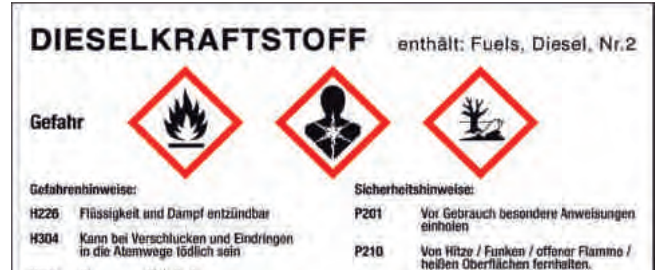 DIESELKRAFTSTOFF enthält: Fuels, Diesel, Nr.2
Gefahr
Gefahrenhinweise:
H226 Flüssigkeit und Dampf entzündbar
H304 Kann bei Verschlucken und Eindringen
in die Atemwege tödlich sein
Sicherheitshinweise:
P201 Vor Gebrauch besondere Anweisungen
einholen
P210 Von Hitze / Funken / offener Flamme /
heißen Oberflächen fernhalten.